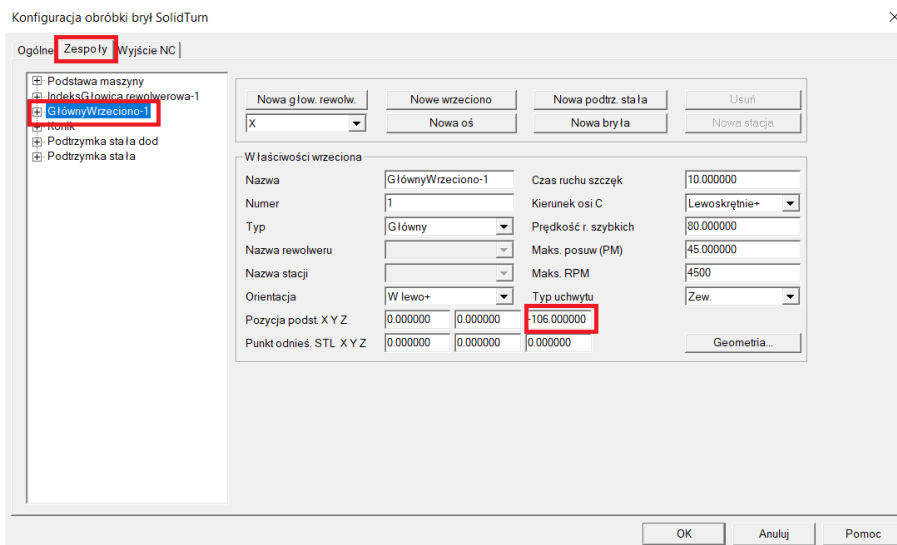 Konfiguracja obróbki brył SolidTurn
Ogólne Zespoły Wyjście NC
Podstawa maszyny
IndeksGłowica rewolwerowa-1
GłównyWrzeciono-1
Konik
Podtrzymka stała dod
Podtrzymka stała
Nowa głow. rewolw. Nowe wrzeciono Nowa podtrz. stała Usuń
X Nowa oś Nowa bryła Nowa stacja
Właściwości wrzeciona
Nazwa GłównyWrzeciono-1 Czas ruchu szczęk 10.000000
Numer 1 Kierunek osi C Lewoskrętnie+
Typ Główny Prędkość r. szybkich 80.000000
Nazwa rewolweru Maks. posuw (PM) 45.000000
Nazwa stacji Maks. RPM 4500
Orientacja W lewo+ Typ uchwytu Zew.
Pozycja podst. X Y Z 0.000000 0.000000 -106.000000
Punkt odnieś. STL X Y Z 0.000000 0.000000 0.000000 Geometria...
OK Anuluj Pomoc